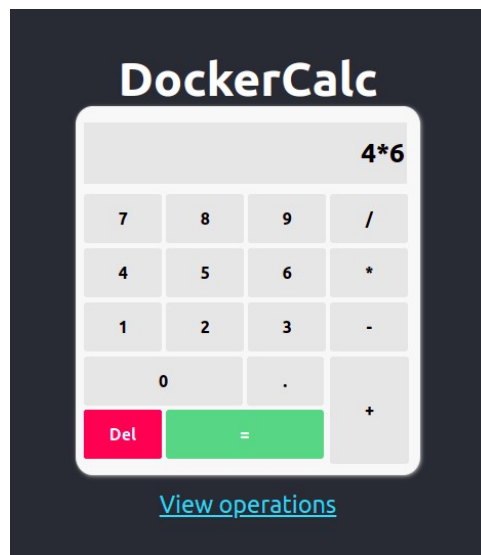 DockerCalc
4*6
7 8 9 /
4 5 6 *
1 2 3 -
0 . +
Del =
View operations